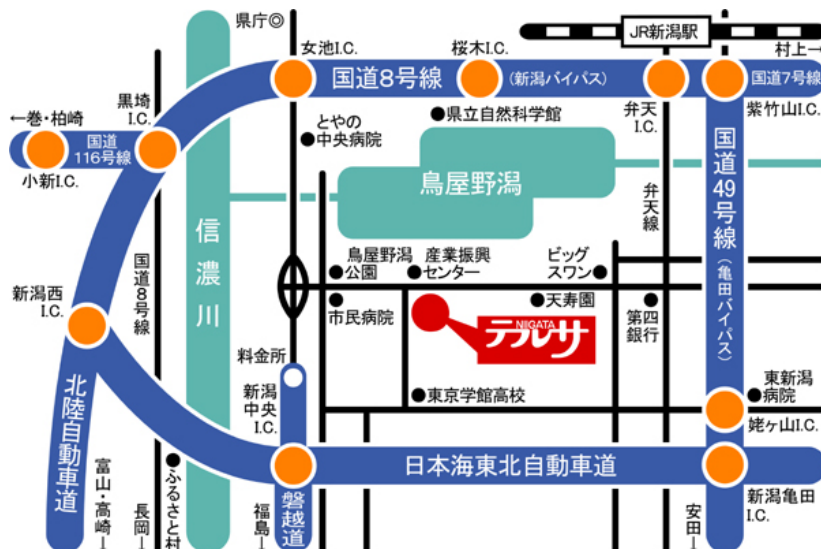 県庁◎
JR新潟駅
女池I.C.
桜木I.C.
村上→
国道8号線
(新潟バイパス)
国道7号線
黒埼
I.C.
←巻・柏崎
国道
116号線
小新I.C.
とやの
中央病院
県立自然科学館
弁天
I.C.
紫竹山I.C.
鳥屋野潟
弁天線
国道49号線
(亀田バイパス)
信濃川
国道8号線
新潟西
I.C.
鳥屋野潟
公園
産業振興
センター
ビッグ
スワン
市民病院
天寿園
第四
銀行
NIIGATA
テルサ
料金所
新潟
中央
I.C.
東京学館高校
東新潟
病院
姥ヶ山I.C.
北陸自動車道
日本海東北自動車道
磐越道
新潟亀田
I.C.
富山・高崎→
長岡→
ふるさと村
福島→
安田→